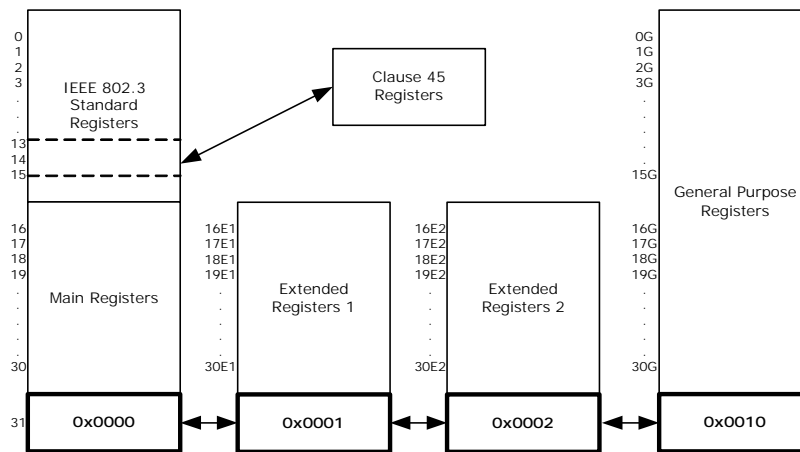 0
1
2
3
.
.
.
13
14
15
IEEE 802.3
Standard
Registers
Clause 45
Registers
0G
1G
2G
3G
.
.
.
.
.
15G
16G
17G
18G
19G
.
.
.
.
.
30G
General Purpose
Registers
16
17
18
19
.
.
.
.
.
30
Main Registers
16E1
17E1
18E1
19E1
.
.
.
.
.
30E1
Extended
Registers 1
16E2
17E2
18E2
19E2
.
.
.
.
.
30E2
Extended
Registers 2
31
0x0000
0x0001
0x0002
0x0010